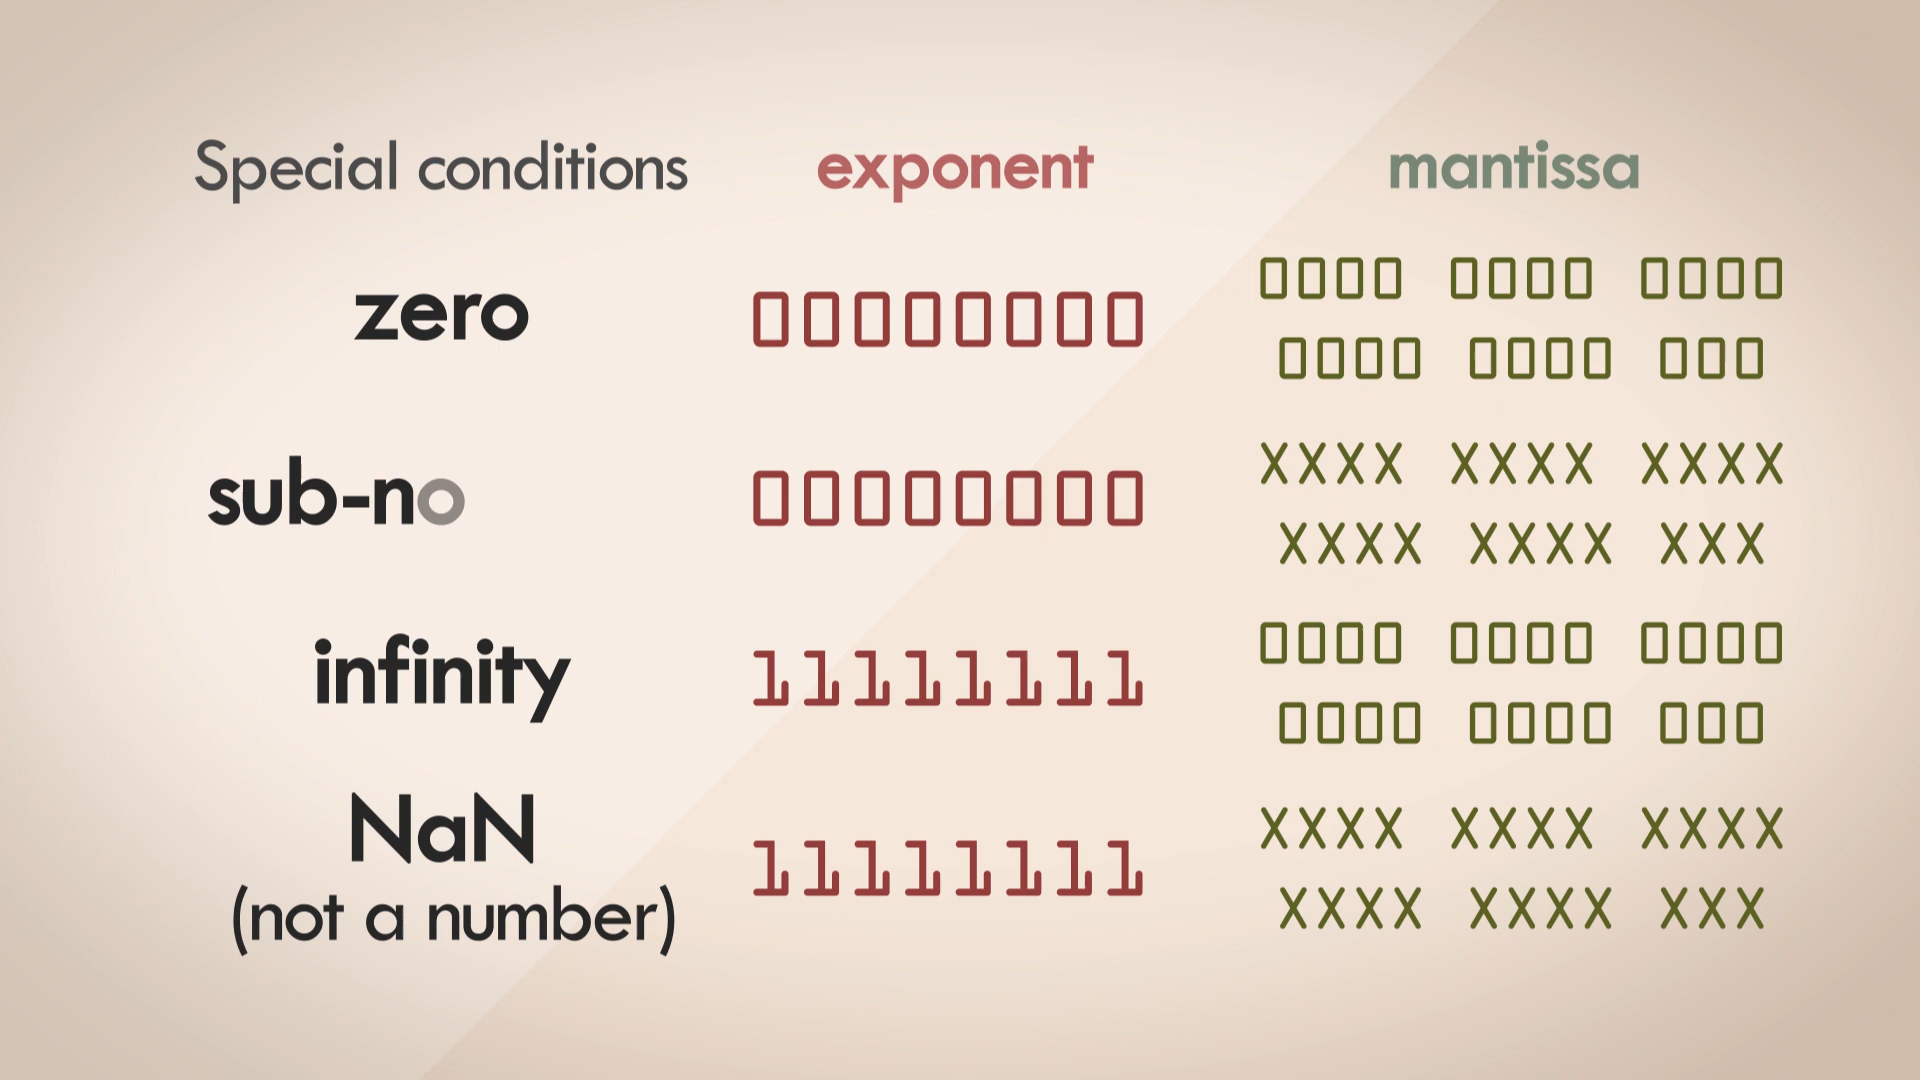 Special conditions exponent mantissa
zero 00000000 0000 0000 0000
0000 0000 000
sub-no 00000000 XXXX XXXX XXXX
XXXX XXXX XXX
infinity 11111111 0000 0000 0000
0000 0000 000
NaN 11111111 XXXX XXXX XXXX
(not a number) XXXX XXXX XXX